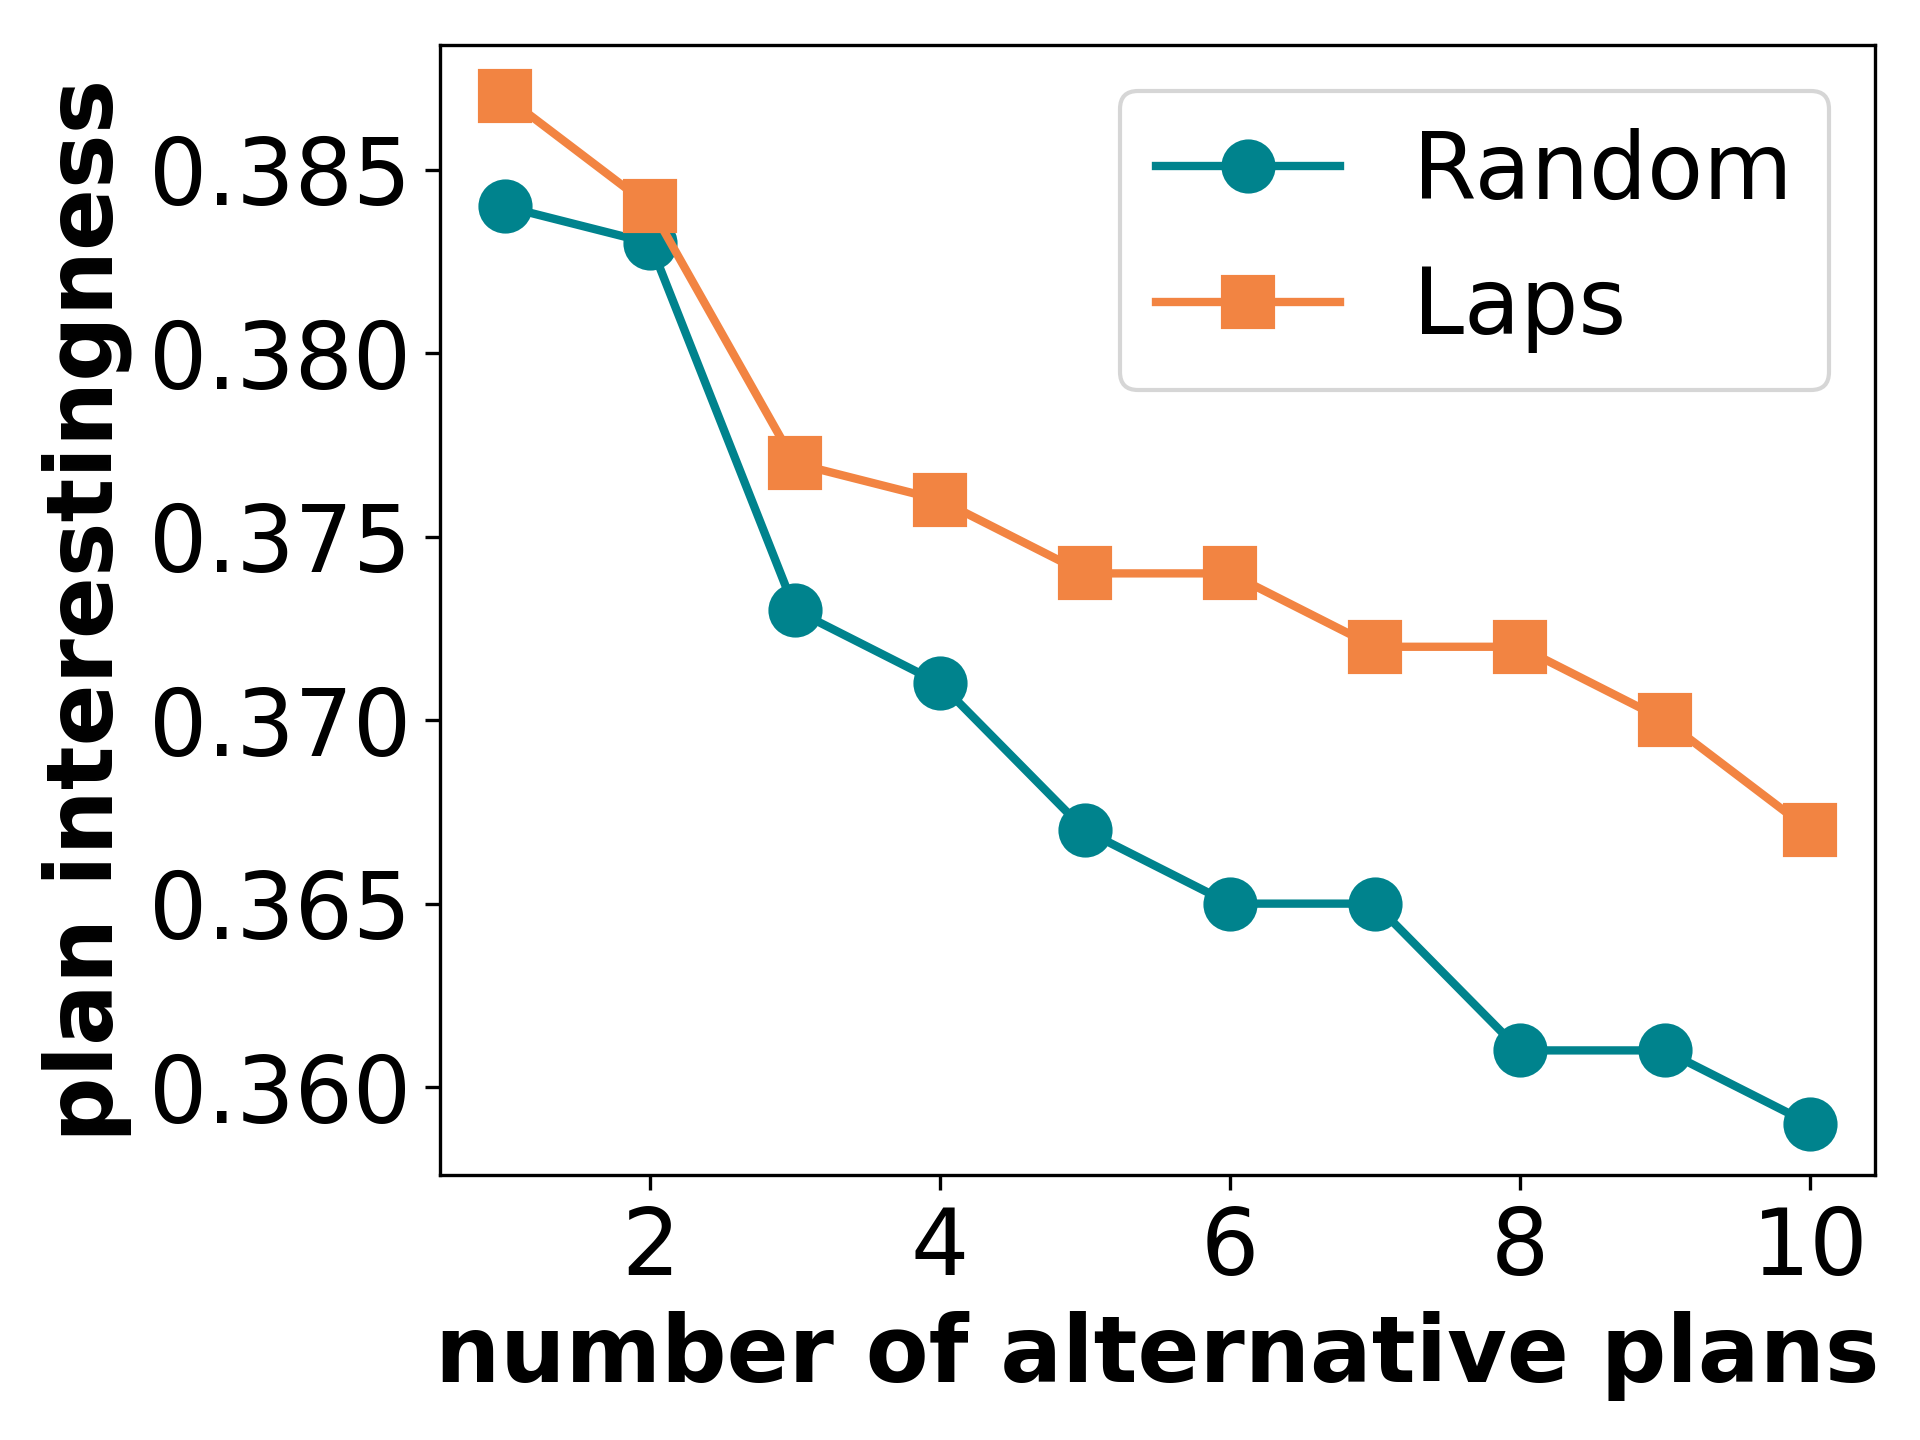 plan interestingness
0.385
0.380
0.375
0.370
0.365
0.360
Random
Laps
2 4 6 8 10
number of alternative plans